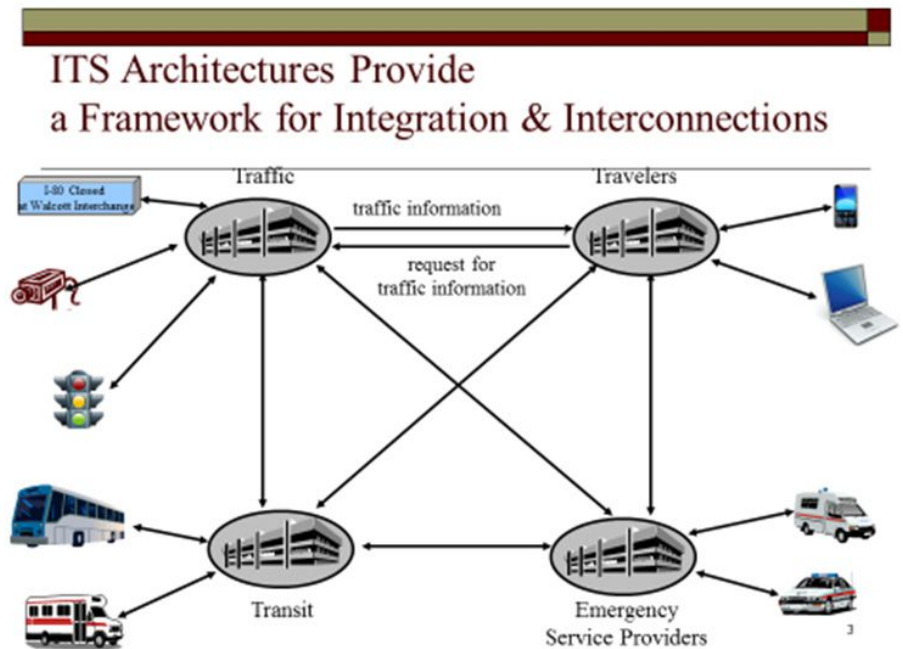 ITS Architectures Provide
a Framework for Integration & Interconnections
Traffic
Travelers
I-80 Closed
at Walcott Interchange
traffic information
request for
traffic information
Transit
Emergency
Service Providers
3